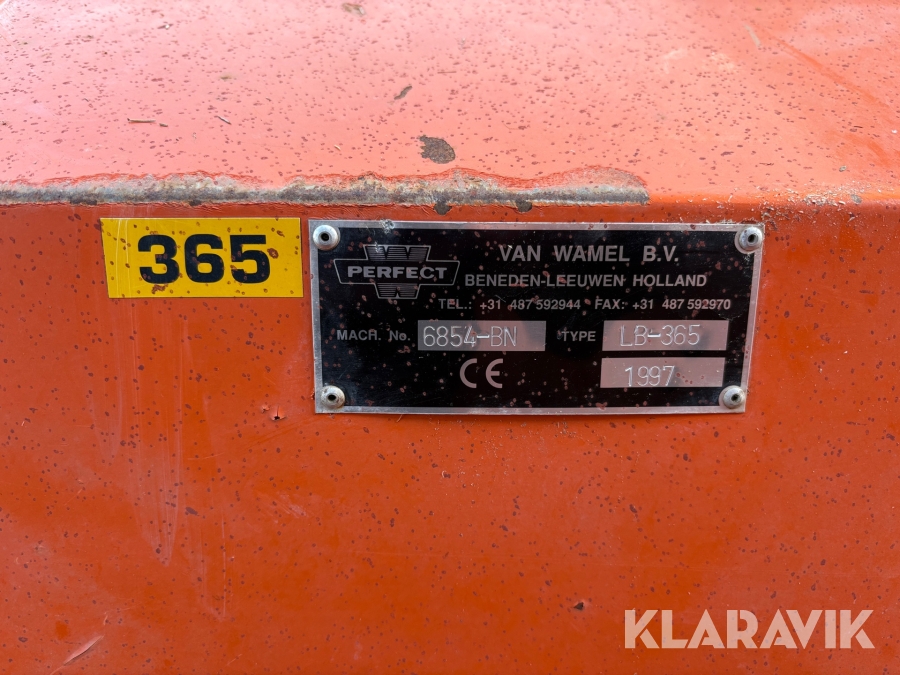 365
PERFECT
VAN WAMEL B.V.
BENEDEN-LEEUWEN HOLLAND
TEL.: +31 487 592944 FAX: +31 487 592970
MACH. No. 6854-BN TYPE LB-365
CE 1997
KLARAVIK